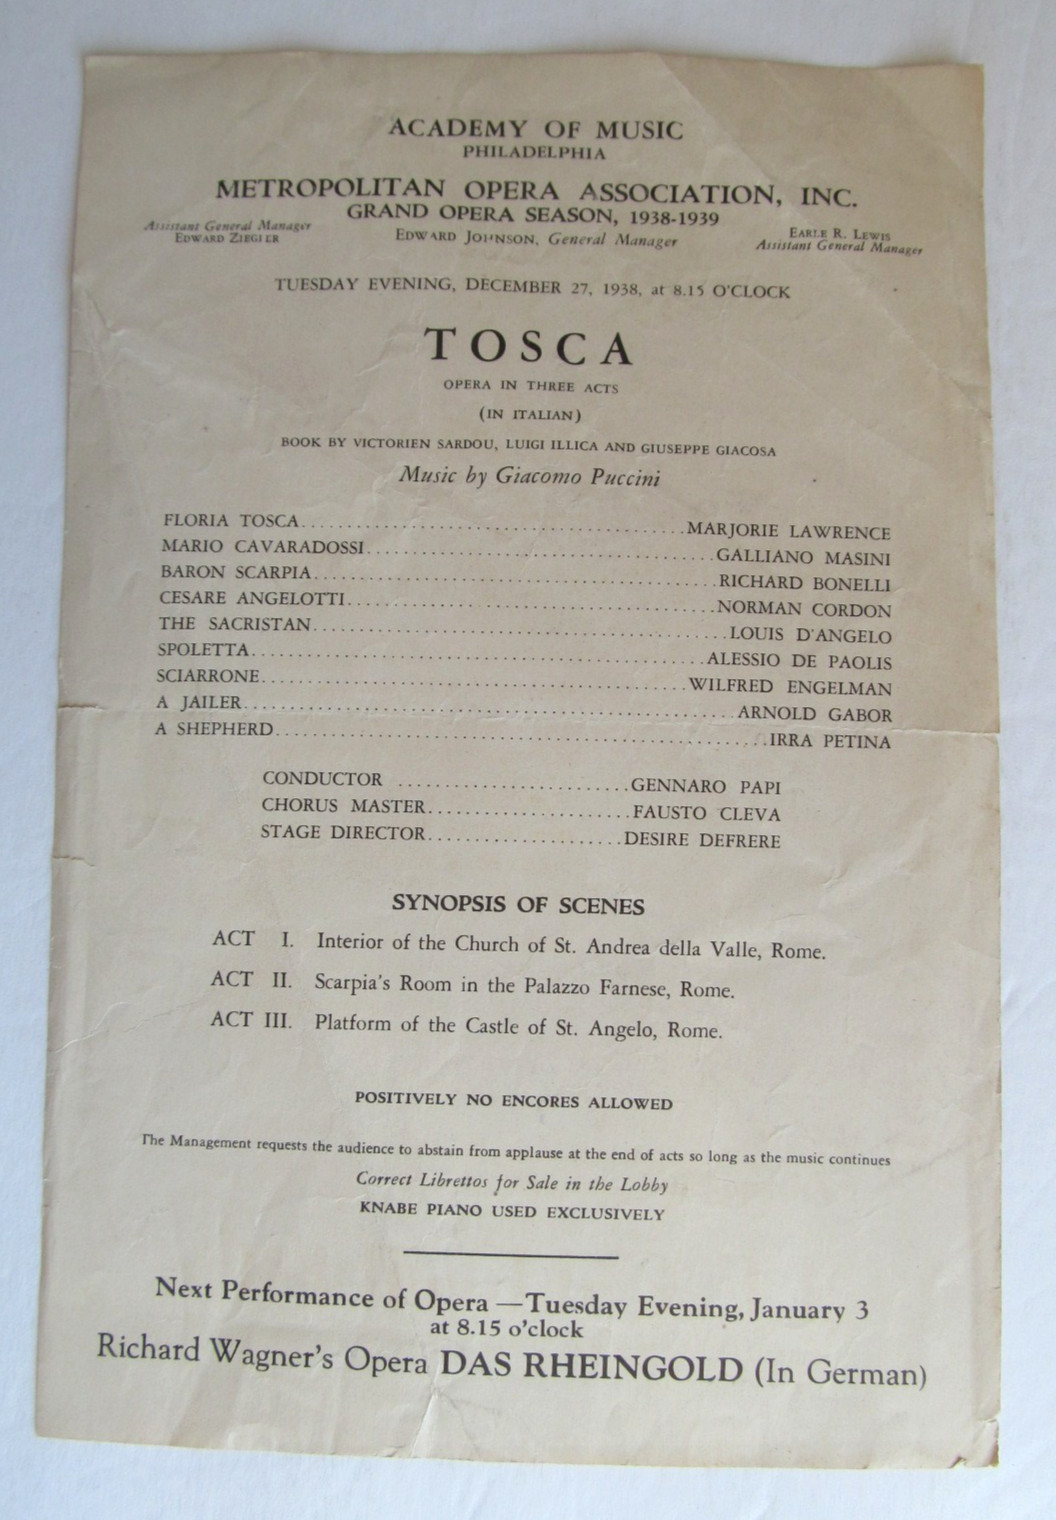 ACADEMY OF MUSIC
PHILADELPHIA
METROPOLITAN OPERA ASSOCIATION, INC.
GRAND OPERA SEASON, 1938-1939
Assistant General Manager
EDWARD ZIEGLER
EDWARD JOHNSON, General Manager
EARLE R. LEWIS
Assistant General Manager
TUESDAY EVENING, DECEMBER 27, 1938, at 8.15 O'CLOCK
TOSCA
OPERA IN THREE ACTS
(IN ITALIAN)
BOOK BY VICTORIEN SARDOU, LUIGI ILLICA AND GIUSEPPE GIACOSA
Music by Giacomo Puccini
FLORIA TOSCA..........MARJORIE LAWRENCE
MARIO CAVARADOSSI..........GALLIANO MASINI
BARON SCARPIA..........RICHARD BONELLI
CESARE ANGELOTTI..........NORMAN CORDON
THE SACRISTAN..........LOUIS D'ANGELO
SPOLETTA..........ALESSIO DE PAOLIS
SCIARRONE..........WILFRED ENGELMAN
A JAILER..........ARNOLD GABOR
A SHEPHERD..........IRRA PETINA
CONDUCTOR ..........GENNARO PAPI
CHORUS MASTER..........FAUSTO CLEVA
STAGE DIRECTOR..........DESIRE DEFRERE
SYNOPSIS OF SCENES
ACT I. Interior of the Church of St. Andrea della Valle, Rome.
ACT II. Scarpia's Room in the Palazzo Farnese, Rome.
ACT III. Platform of the Castle of St. Angelo, Rome.
POSITIVELY NO ENCORES ALLOWED
The Management requests the audience to abstain from applause at the end of acts so long as the music continues
Correct Librettos for Sale in the Lobby
KNABE PIANO USED EXCLUSIVELY
Next Performance of Opera —Tuesday Evening, January 3
at 8.15 o'clock
Richard Wagner's Opera DAS RHEINGOLD (In German)